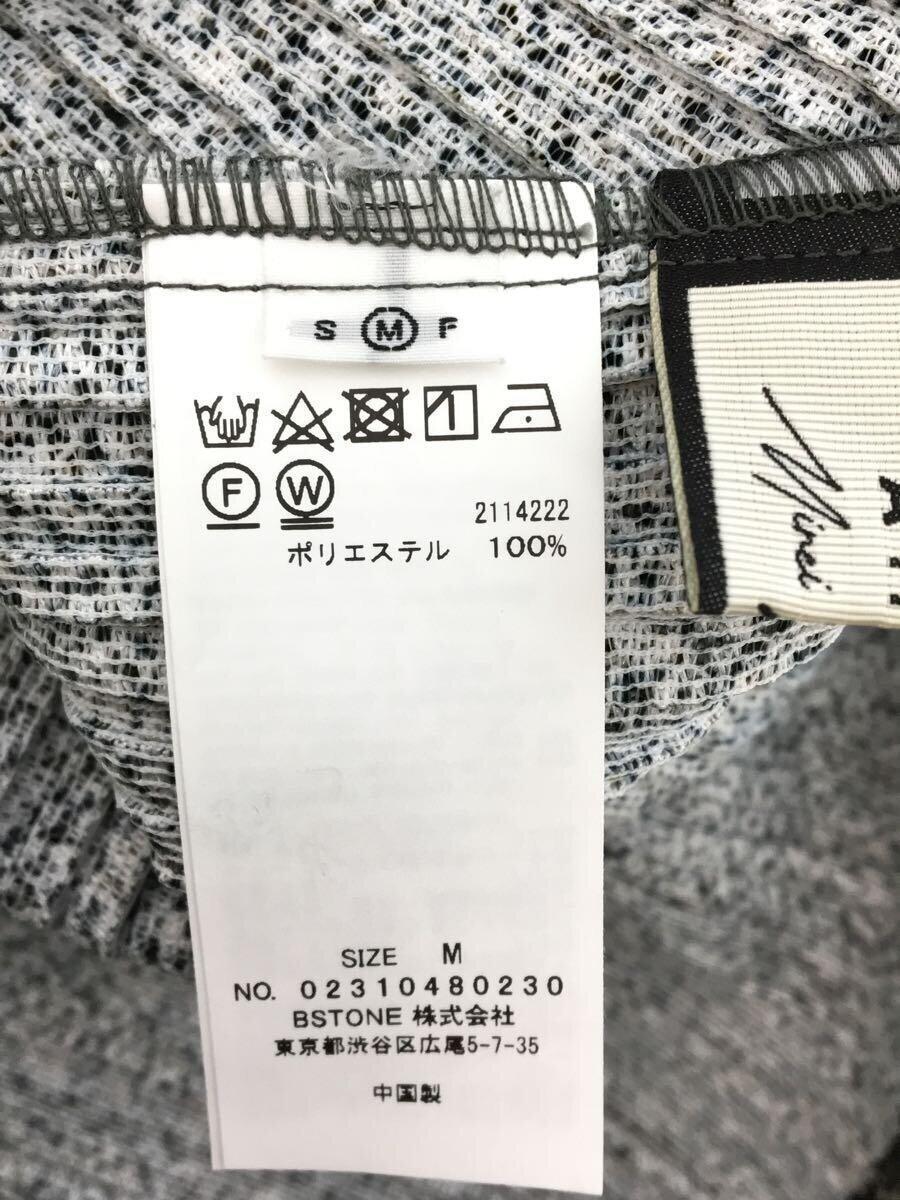 S M F
F W
2114222
ポリエステル 100%
SIZE M
NO. 02310480230
BSTONE 株式会社
東京都渋谷区広尾5-7-35
中国製
Mirei